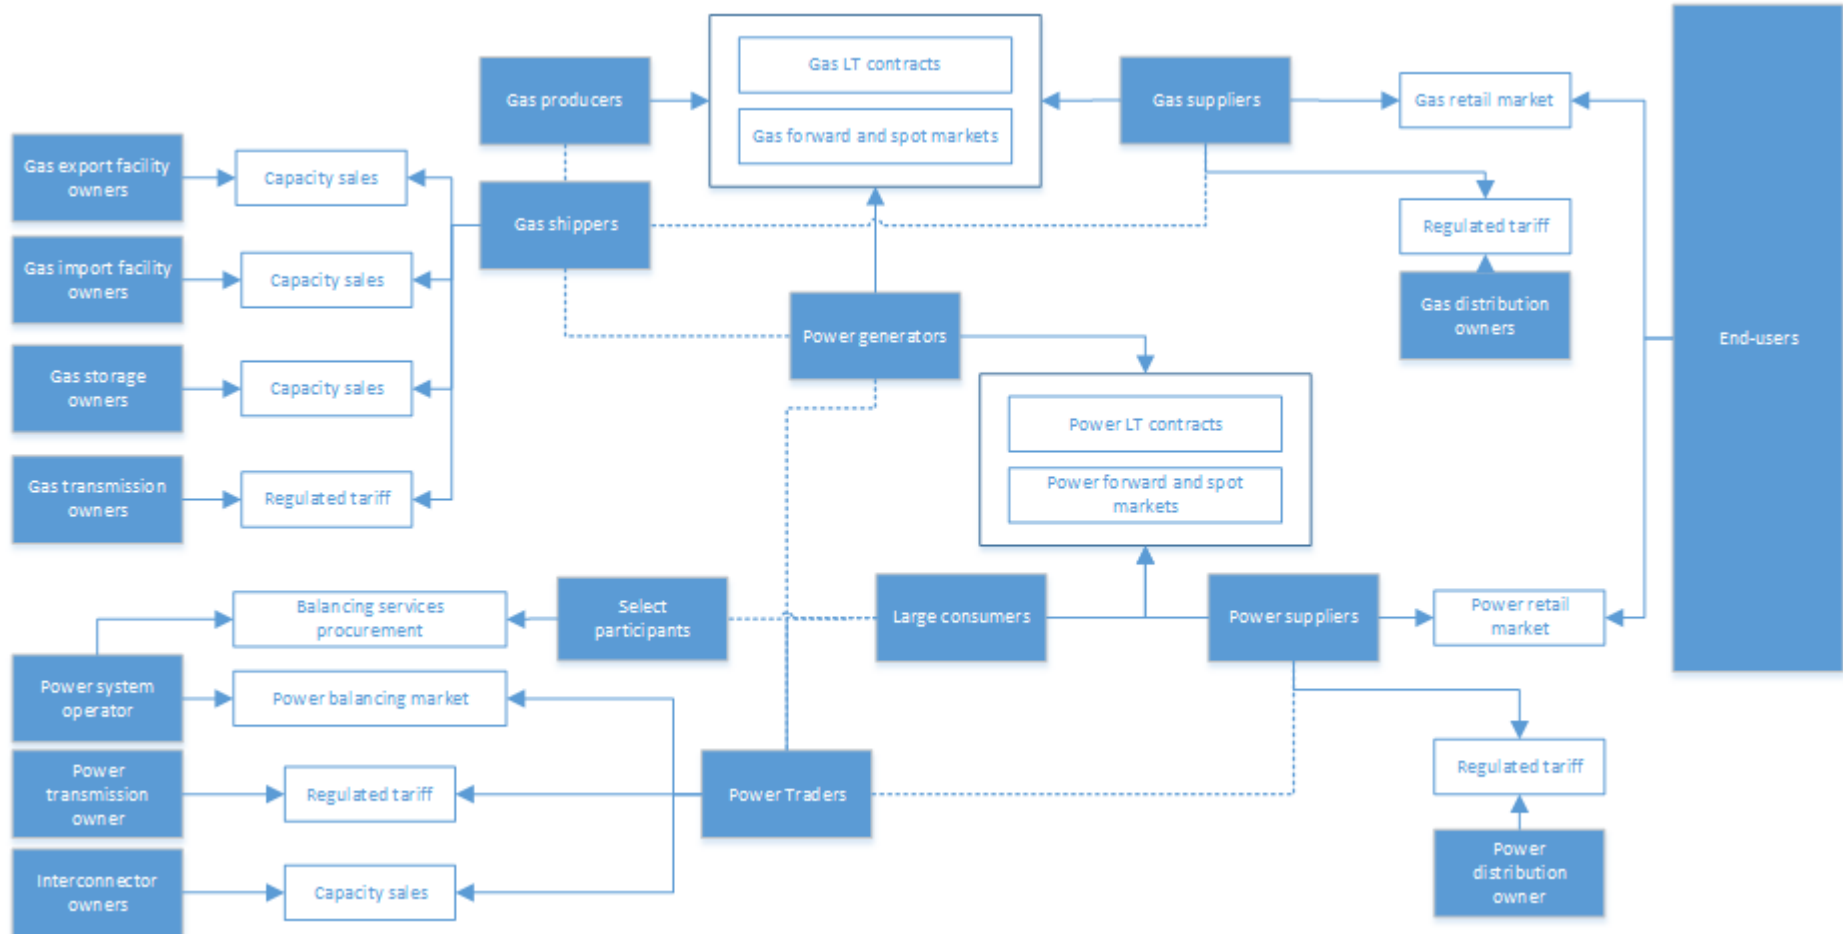 Gas LT contracts
Gas producers
Gas suppliers
Gas retail market
Gas forward and spot markets
Gas export facility
owners
Capacity sales
Gas shippers
Regulated tariff
Gas import facility
owners
Capacity sales
Power generators
Gas distribution
owners
End-users
Gas storage
owners
Capacity sales
Power LT contracts
Gas transmission
owners
Regulated tariff
Power forward and spot
markets
Balancing services
procurement
Select
participants
Large consumers
Power suppliers
Power retail
market
Power system
operator
Power balancing market
Power
transmission
owner
Regulated tariff
Power Traders
Regulated tariff
Interconnector
owners
Capacity sales
Power
distribution
owner